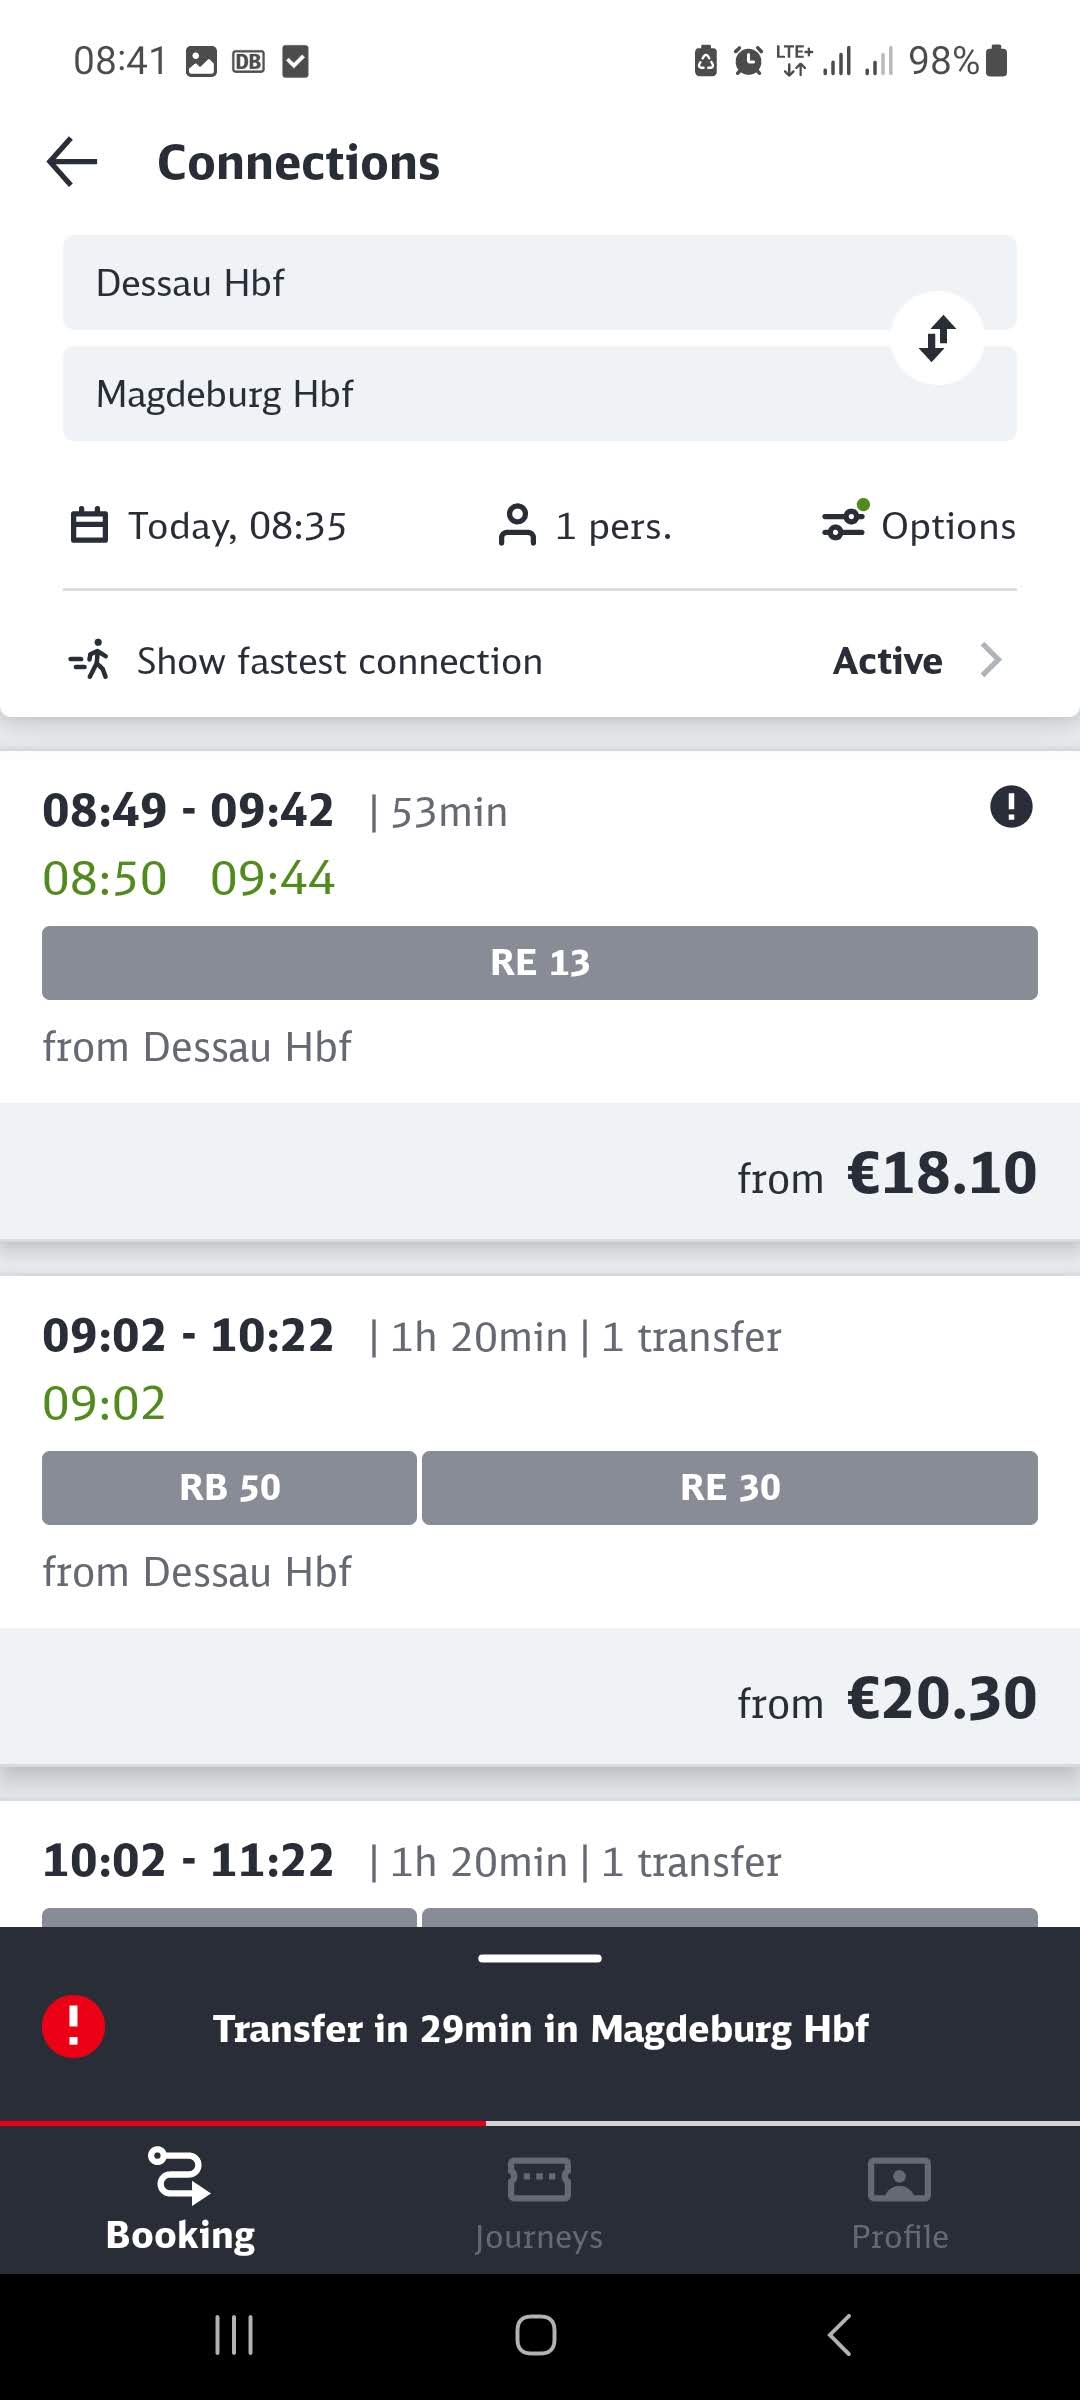 08:41 DB LTE+ 98%
Connections
Dessau Hbf
Magdeburg Hbf
Today, 08:35 1 pers. Options
Show fastest connection Active
08:49 - 09:42 | 53min
08:50 09:44
RE 13
from Dessau Hbf
from €18.10
09:02 - 10:22 | 1h 20min | 1 transfer
09:02
RB 50 RE 30
from Dessau Hbf
from €20.30
10:02 - 11:22 | 1h 20min | 1 transfer
Transfer in 29min in Magdeburg Hbf
Booking Journeys Profile